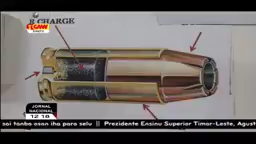 CHARGE
JORNAL
NACIONAL
12 18
sai tanba osan iha para selu || Prezidente Ensinu Superior Timor-Leste, Agust